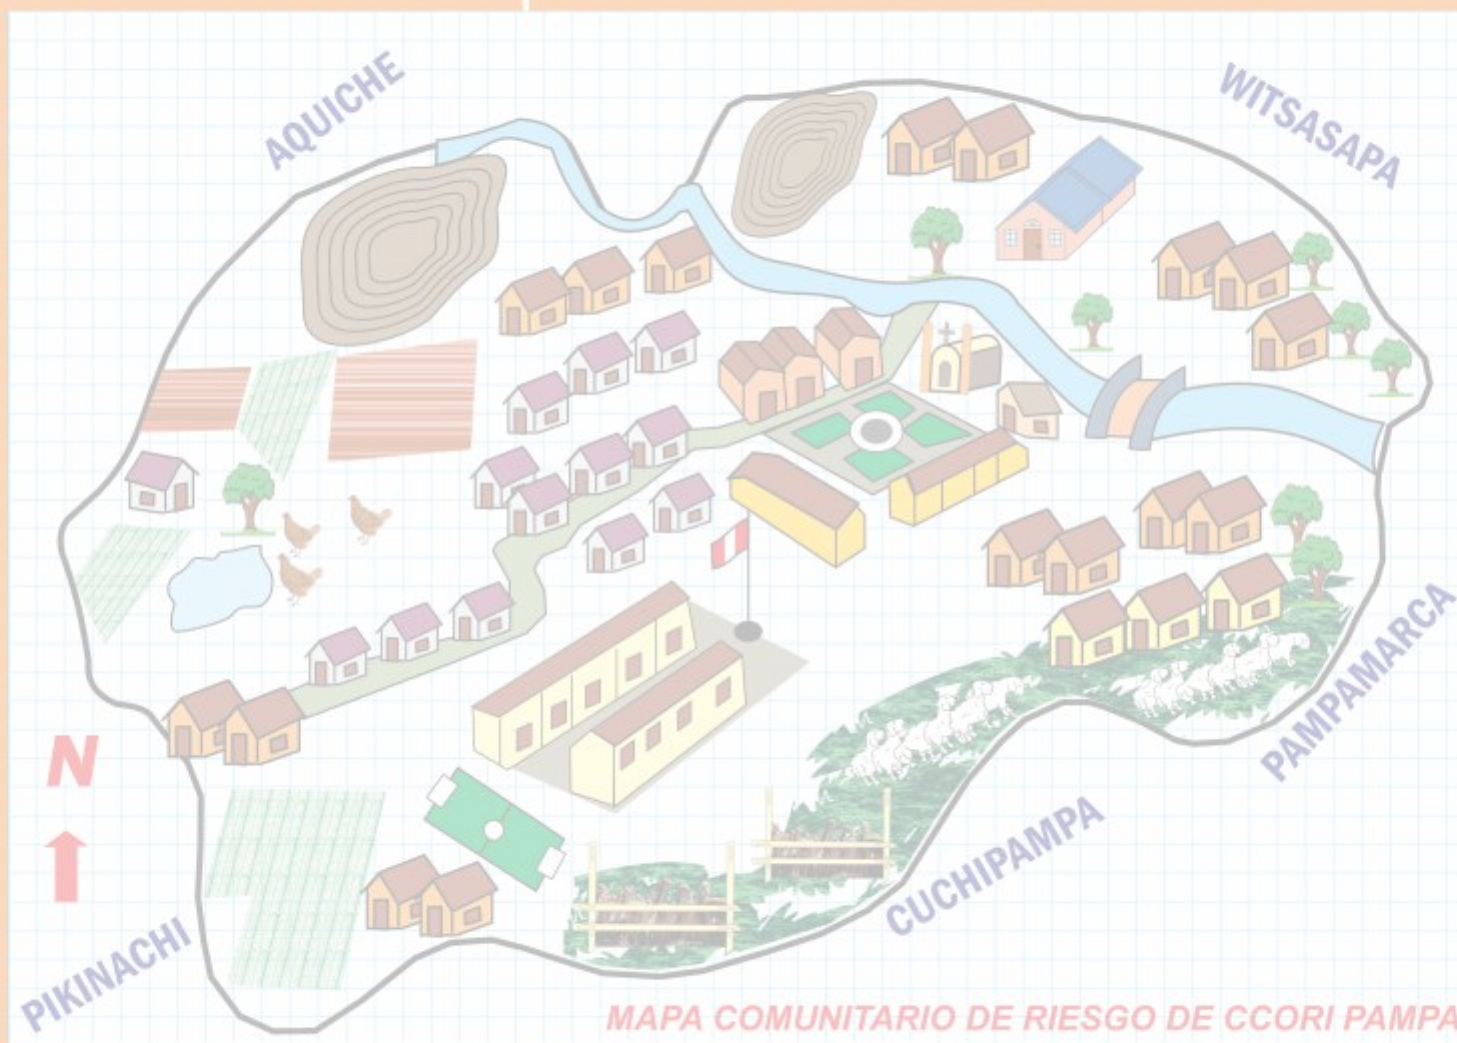 AQUICHE
WITSASAPA
N
PAMPAMARCA
CUCHIPAMPA
PIKINACHI
MAPA COMUNITARIO DE RIESGO DE CCORI PAMPA